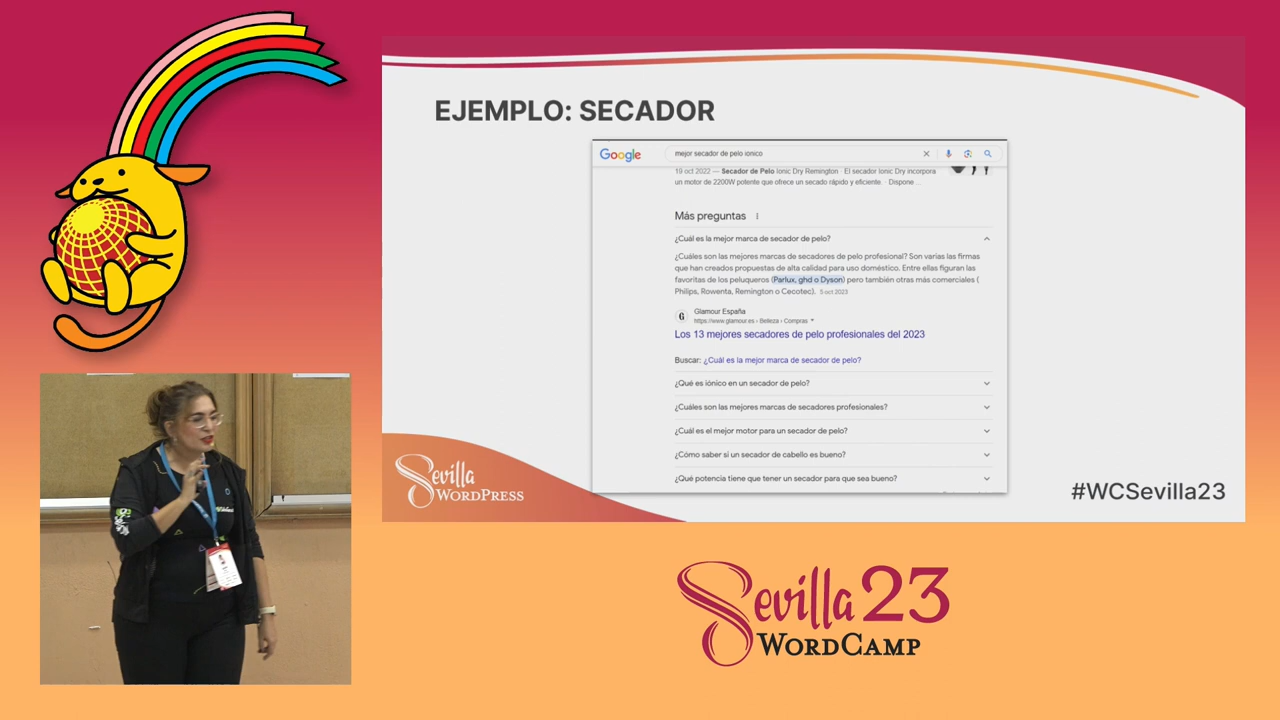 EJEMPLO: SECADOR
Google
mejor secador de pelo ionico
19 oct 2022 — Secador de Pelo Ionic Dry Remington · El secador Ionic Dry incorpora
un motor de 2200W potente que ofrece un secado rápido y eficiente. · Dispone ...
Más preguntas
¿Cuál es la mejor marca de secador de pelo?
¿Cuáles son las mejores marcas de secadores de pelo profesional? Son varias las firmas
que han creados propuestas de alta calidad para uso doméstico. Entre ellas figuran las
favoritas de los peluqueros (Parlux, ghd o Dyson) pero también otras más comerciales (
Philips, Rowenta, Remington o Cecotec). 5 oct 2023
G
Glamour España
https://www.glamour.es › Belleza › Compras
Los 13 mejores secadores de pelo profesionales del 2023
Buscar: ¿Cuál es la mejor marca de secador de pelo?
¿Qué es iónico en un secador de pelo?
¿Cuáles son las mejores marcas de secadores profesionales?
¿Cuál es el mejor motor para un secador de pelo?
¿Cómo saber si un secador de cabello es bueno?
¿Qué potencia tiene que tener un secador para que sea bueno?
Sevilla
WORDPRESS
#WCSevilla23
Sevilla 23
WORDCAMP